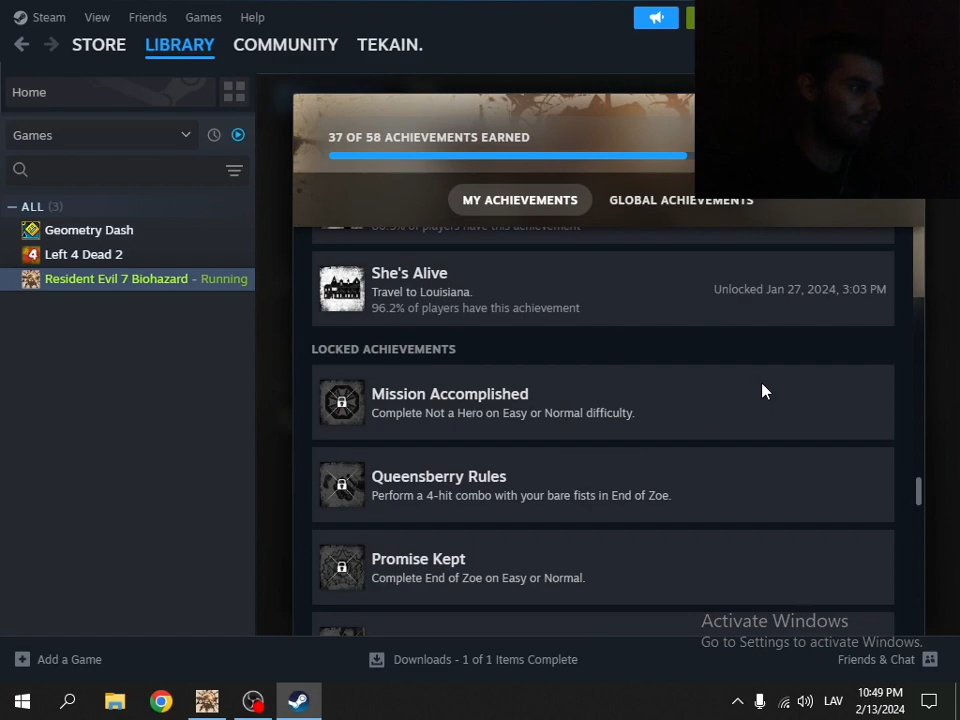 Steam View Friends Games Help
STORE LIBRARY COMMUNITY TEKAIN.
Home
Games
ALL (3)
Geometry Dash
Left 4 Dead 2
Resident Evil 7 Biohazard - Running
37 OF 58 ACHIEVEMENTS EARNED
MY ACHIEVEMENTS GLOBAL ACHIEVEMENTS
She's Alive
Travel to Louisiana.
96.2% of players have this achievement
Unlocked Jan 27, 2024, 3:03 PM
LOCKED ACHIEVEMENTS
Mission Accomplished
Complete Not a Hero on Easy or Normal difficulty.
Queensberry Rules
Perform a 4-hit combo with your bare fists in End of Zoe.
Promise Kept
Complete End of Zoe on Easy or Normal.
Activate Windows
Go to Settings to activate Windows.
Add a Game
Downloads - 1 of 1 Items Complete
Friends & Chat
LAV
10:49 PM
2/13/2024